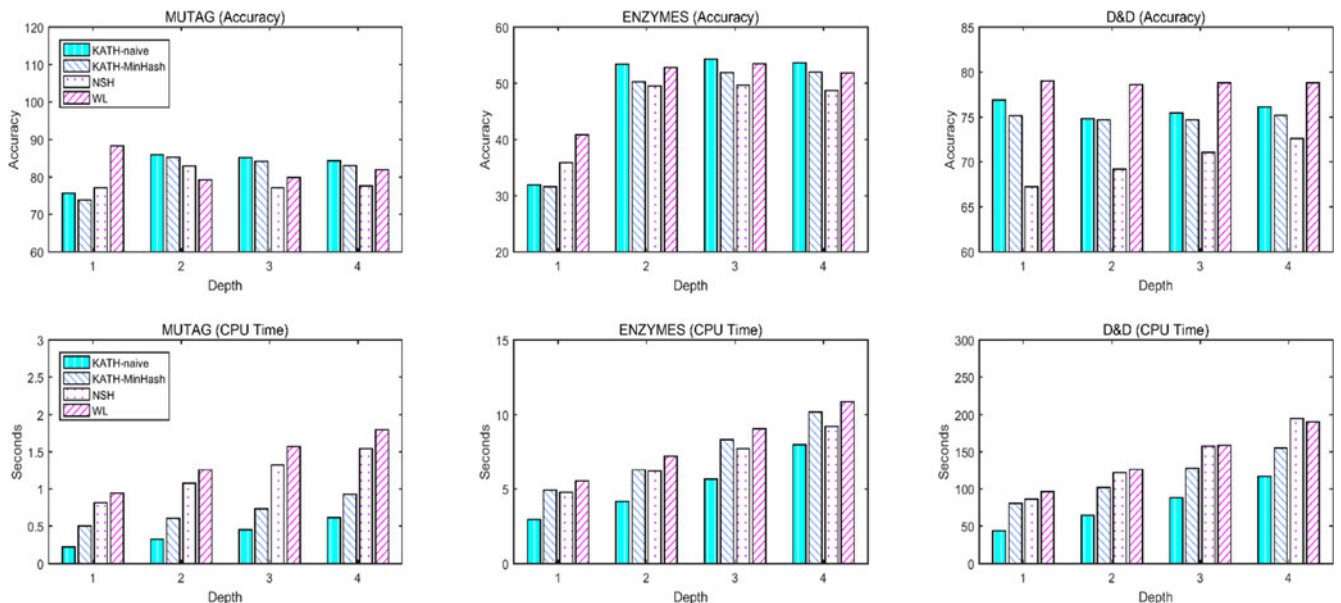 MUTAG (Accuracy)
120
110
100
90
80
70
60
Accuracy
KATH-naive
KATH-MinHash
NSH
WL
1 2 3 4
Depth
ENZYMES (Accuracy)
60
50
40
30
20
Accuracy
1 2 3 4
Depth
D&D (Accuracy)
85
80
75
70
65
60
Accuracy
1 2 3 4
Depth
MUTAG (CPU Time)
3
2.5
2
1.5
1
0.5
0
Seconds
KATH-naive
KATH-MinHash
NSH
WL
1 2 3 4
Depth
ENZYMES (CPU Time)
15
10
5
0
Seconds
1 2 3 4
Depth
D&D (CPU Time)
300
250
200
150
100
50
0
Seconds
1 2 3 4
Depth